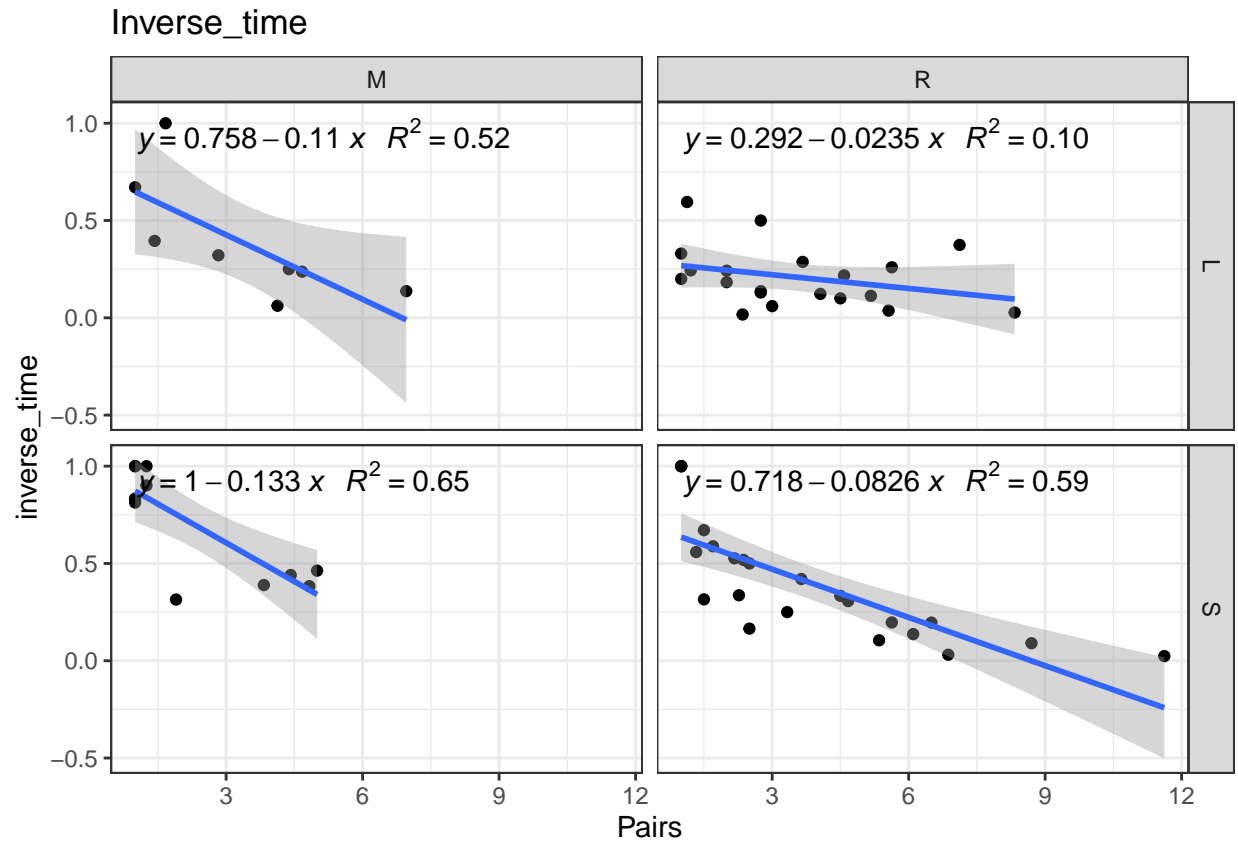 Inverse_time
M
R
y = 0.758 − 0.11 x R² = 0.52
y = 0.292 − 0.0235 x R² = 0.10
L
1.0
0.5
0.0
−0.5
y = 1 − 0.133 x R² = 0.65
y = 0.718 − 0.0826 x R² = 0.59
S
1.0
0.5
0.0
−0.5
inverse_time
3 6 9 12
3 6 9 12
Pairs